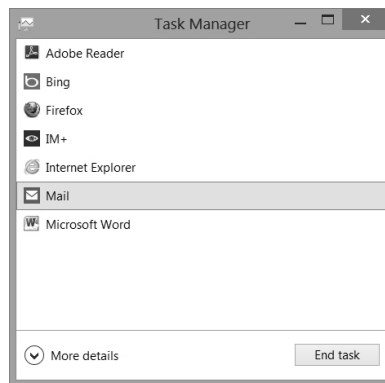 Task Manager
Adobe Reader
Bing
Firefox
IM+
Internet Explorer
Mail
Microsoft Word
More details
End task